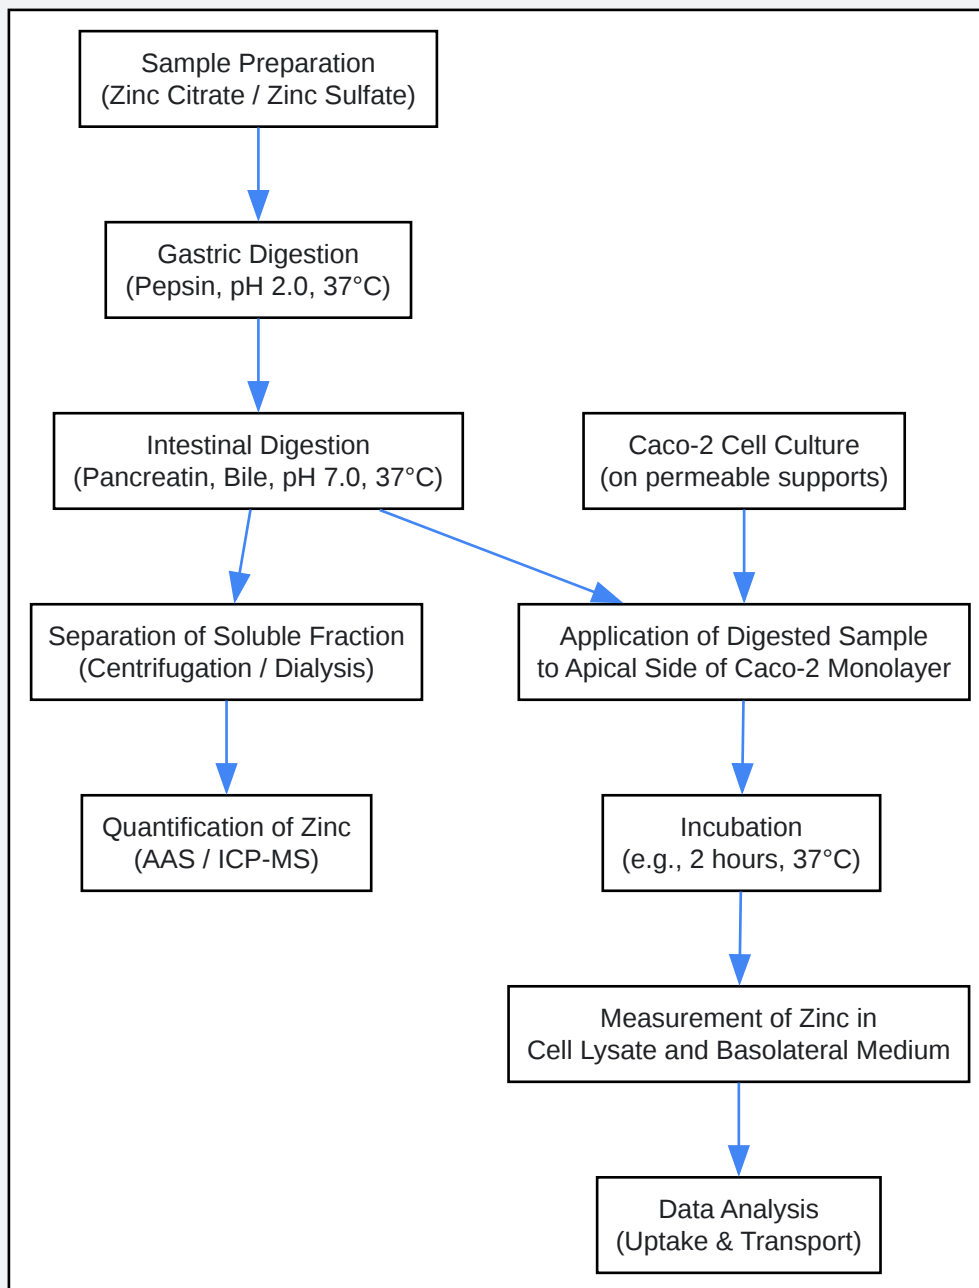 Sample Preparation
(Zinc Citrate / Zinc Sulfate)
Gastric Digestion
(Pepsin, pH 2.0, 37°C)
Intestinal Digestion
(Pancreatin, Bile, pH 7.0, 37°C)
Caco-2 Cell Culture
(on permeable supports)
Separation of Soluble Fraction
(Centrifugation / Dialysis)
Application of Digested Sample
to Apical Side of Caco-2 Monolayer
Quantification of Zinc
(AAS / ICP-MS)
Incubation
(e.g., 2 hours, 37°C)
Measurement of Zinc in
Cell Lysate and Basolateral Medium
Data Analysis
(Uptake & Transport)